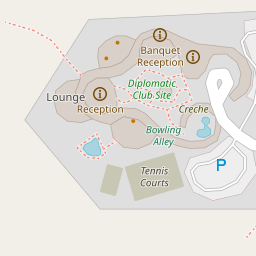 Banquet
Reception
Diplomatic
Club Site
Lounge
Reception
Creche
Bowling
Alley
P
Tennis
Courts